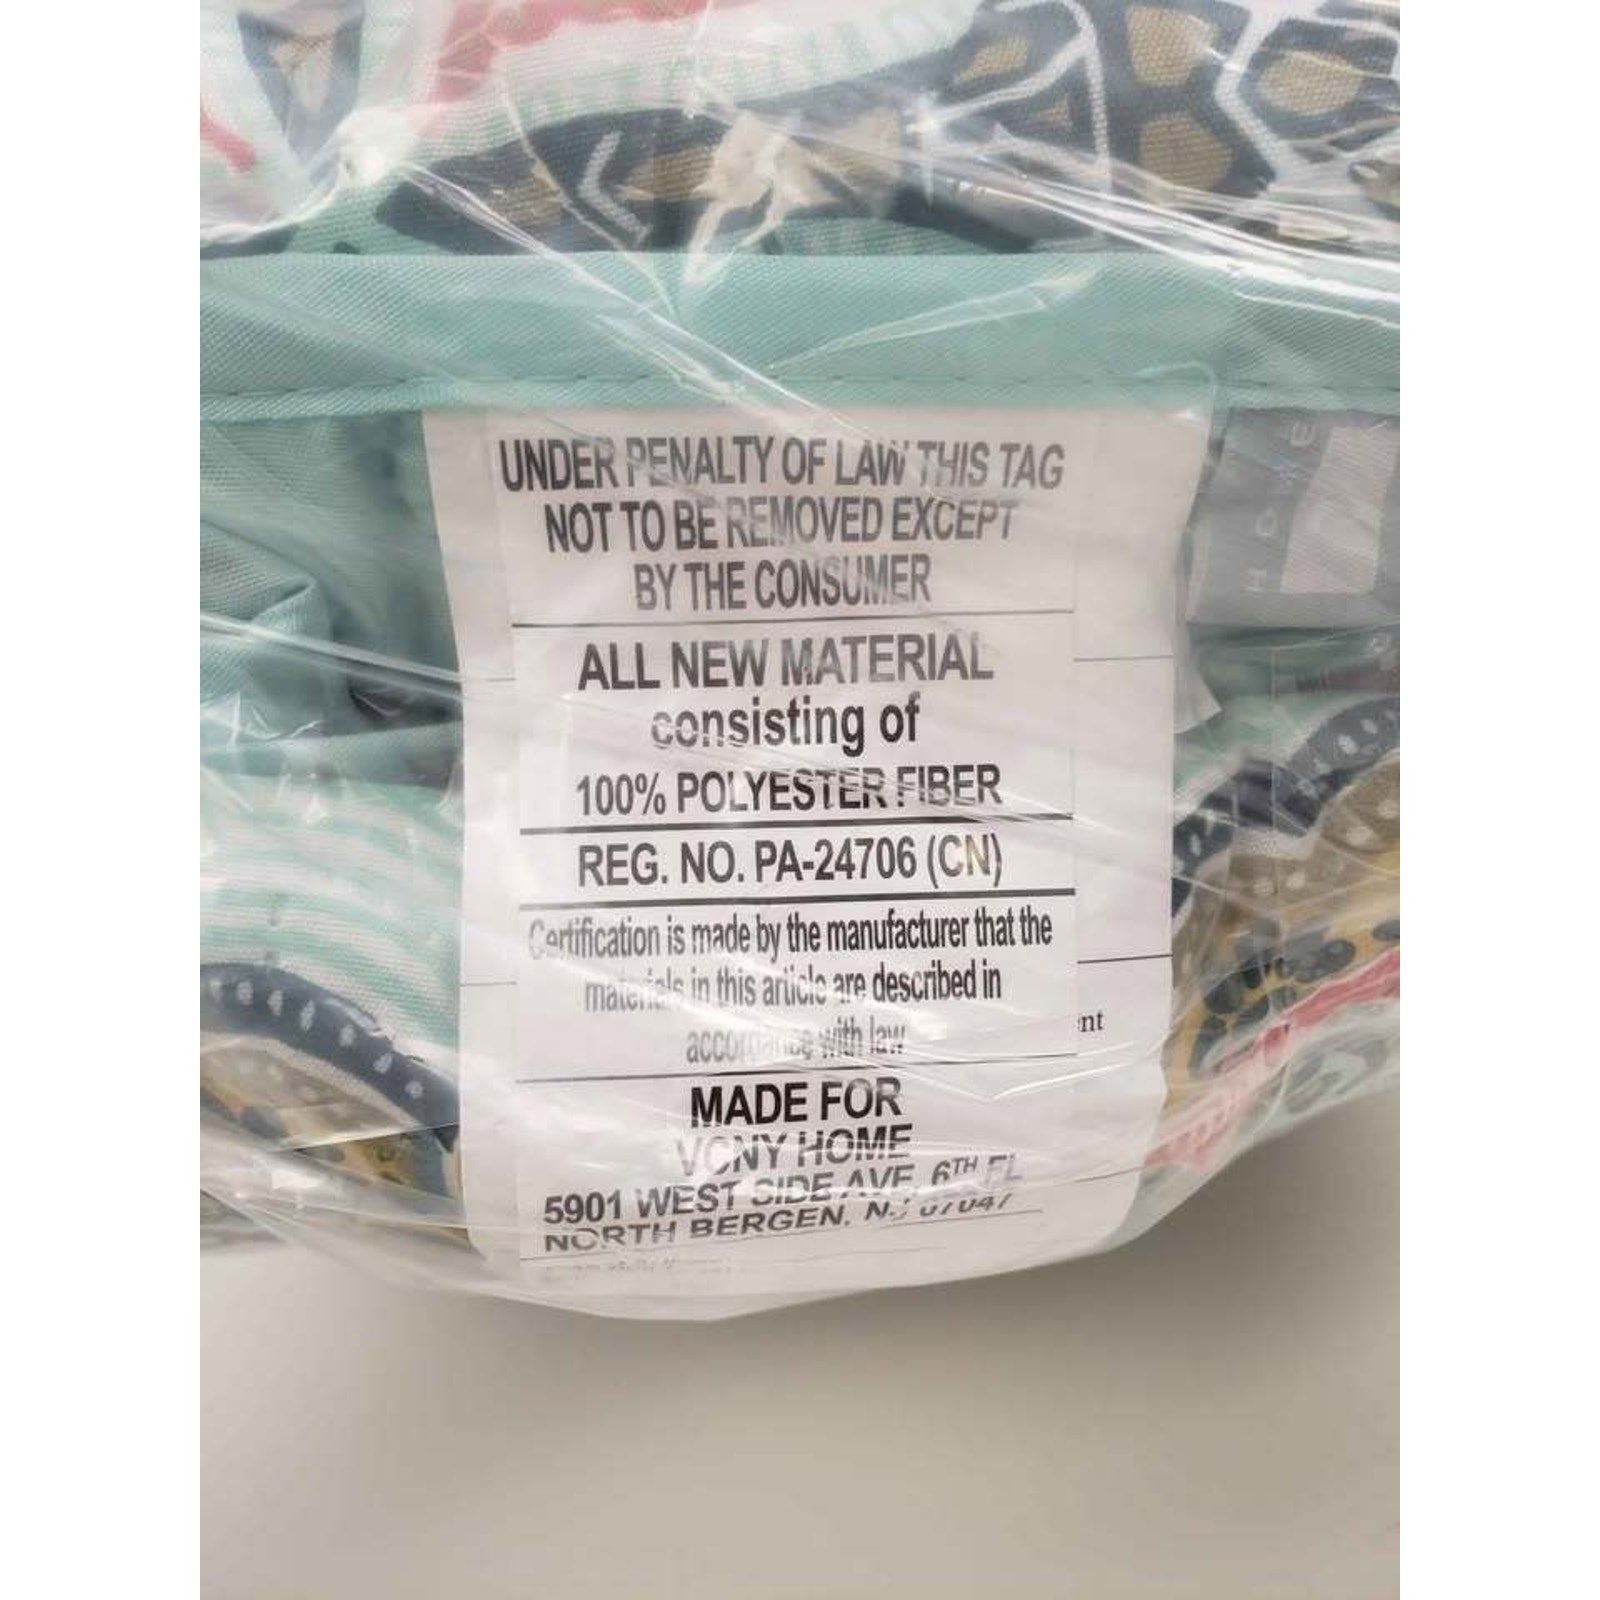 UNDER PENALTY OF LAW THIS TAG
NOT TO BE REMOVED EXCEPT
BY THE CONSUMER
ALL NEW MATERIAL
consisting of
100% POLYESTER FIBER
REG. NO. PA-24706 (CN)
Certification is made by the manufacturer that the
materials in this article are described in
accordance with law
MADE FOR
VCNY HOME
5901 WEST SIDE AVE, 6TH FL
NORTH BERGEN, NJ 07047
HOME